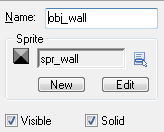 Name: obj_wall
Sprite
spr_wall
New Edit
Visible Solid